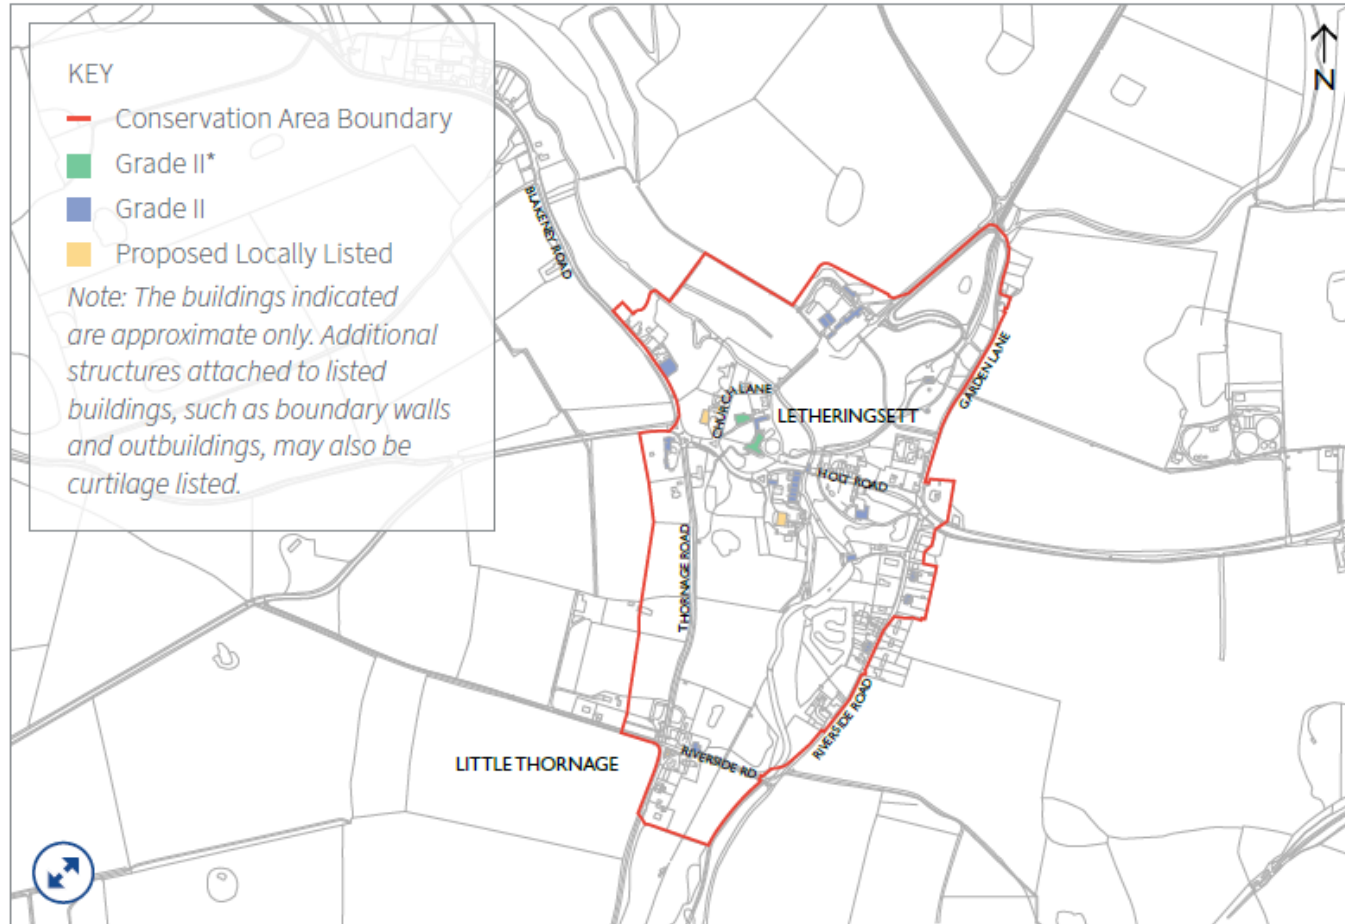 KEY
Conservation Area Boundary
Grade II*
Grade II
Proposed Locally Listed
Note: The buildings indicated
are approximate only. Additional
structures attached to listed
buildings, such as boundary walls
and outbuildings, may also be
curtilage listed.
N
BLAKENEY ROAD
GARDEN LANE
CHURCH LANE
LETHERINGSETT
HOLT ROAD
THORNAGE ROAD
RIVERSIDE ROAD
RIVERSIDE RD
LITTLE THORNAGE